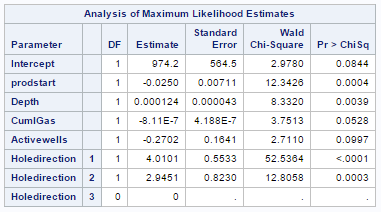 Analysis of Maximum Likelihood Estimates
Parameter DF Estimate Standard Error Wald Chi-Square Pr > ChiSq
Intercept 1 974.2 564.5 2.9780 0.0844
prodstart 1 -0.0250 0.00711 12.3426 0.0004
Depth 1 0.000124 0.000043 8.3320 0.0039
CumlGas 1 -8.11E-7 4.188E-7 3.7513 0.0528
Activewells 1 -0.2702 0.1641 2.7110 0.0997
Holedirection 1 1 4.0101 0.5533 52.5364 <.0001
Holedirection 2 1 2.9451 0.8230 12.8058 0.0003
Holedirection 3 0 0 . . .